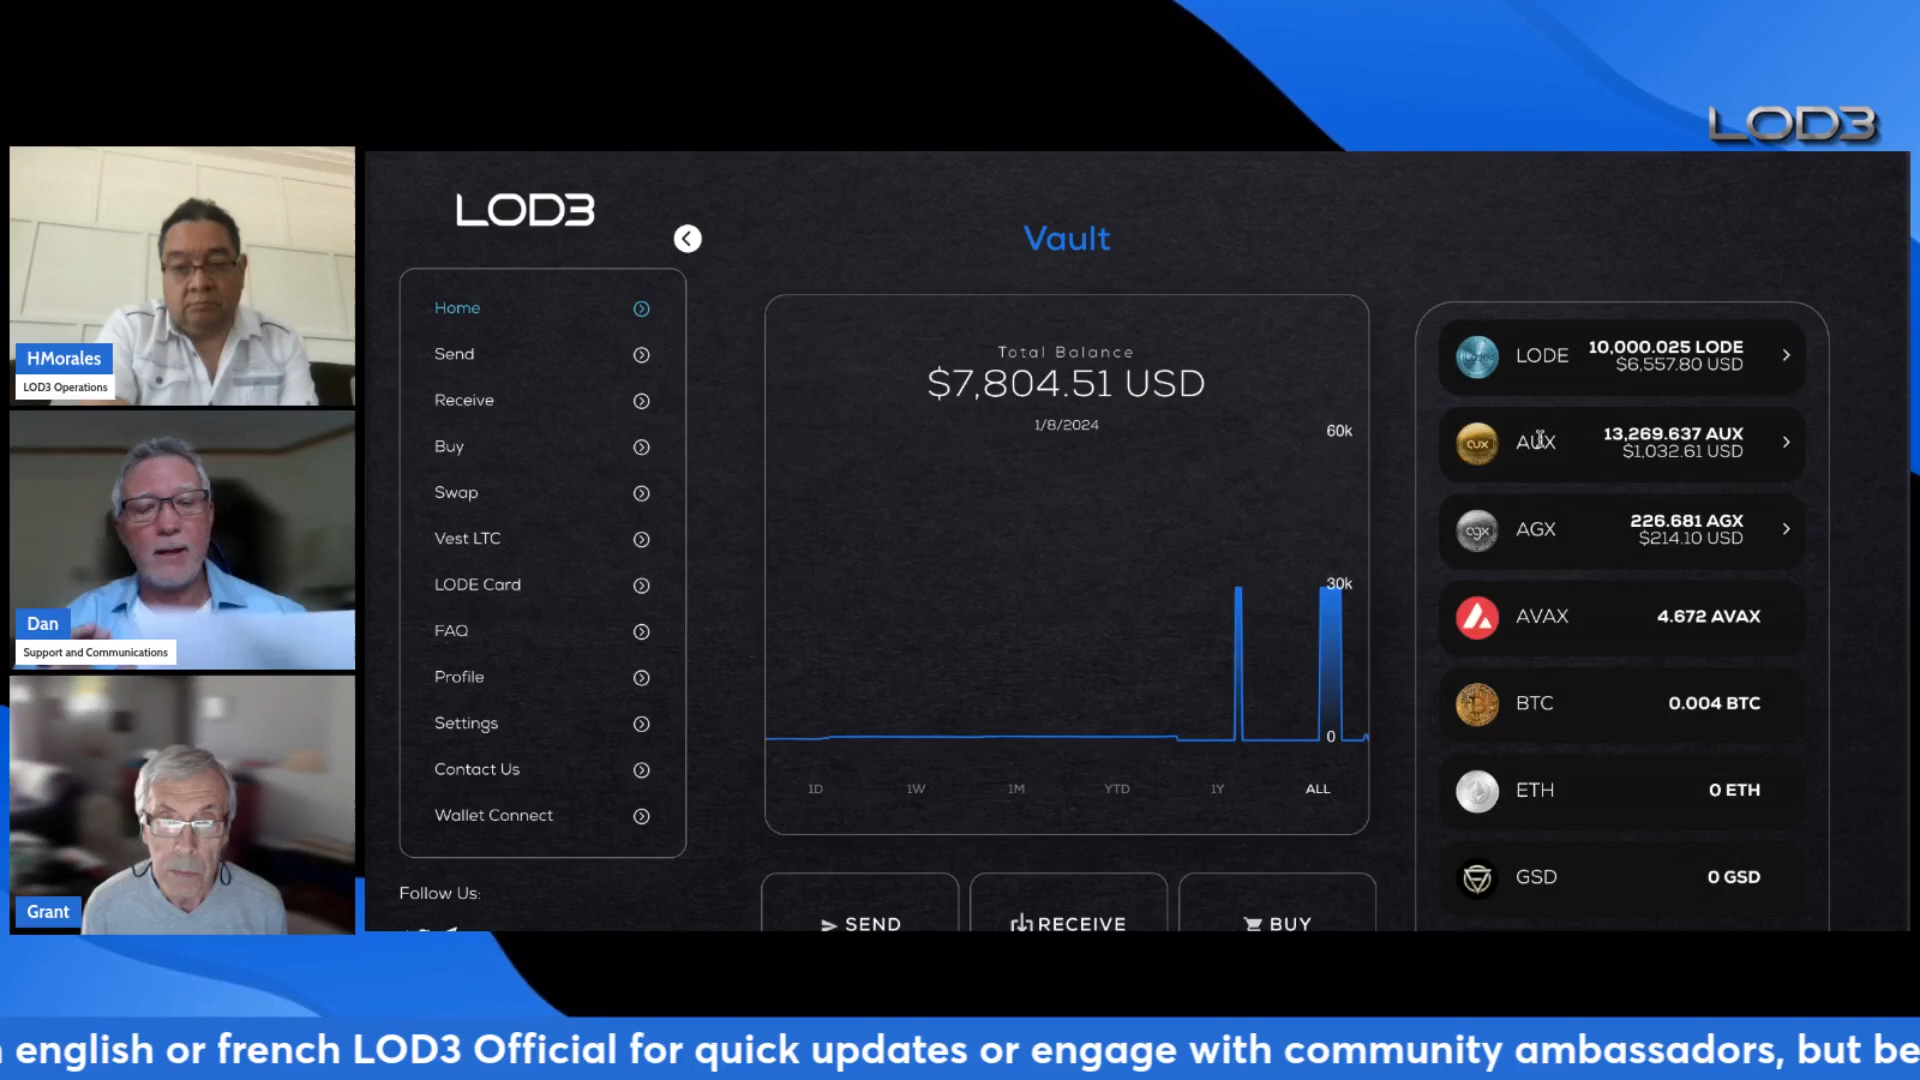 LOD3
HMorales
LOD3 Operations
Dan
Support and Communications
Grant
LOD3
Home
Send
Receive
Buy
Swap
Vest LTC
LODE Card
FAQ
Profile
Settings
Contact Us
Wallet Connect
Follow Us:
Vault
Total Balance
$7,804.51 USD
1/8/2024
60k
30k
0
1D 1W 1M YTD 1Y ALL
SEND RECEIVE BUY
LODE 10,000.025 LODE
$6,557.80 USD
AUX 13,269.637 AUX
$1,032.61 USD
AGX 226.681 AGX
$214.10 USD
AVAX 4.672 AVAX
BTC 0.004 BTC
ETH 0 ETH
GSD 0 GSD
english or french LOD3 Official for quick updates or engage with community ambassadors, but be